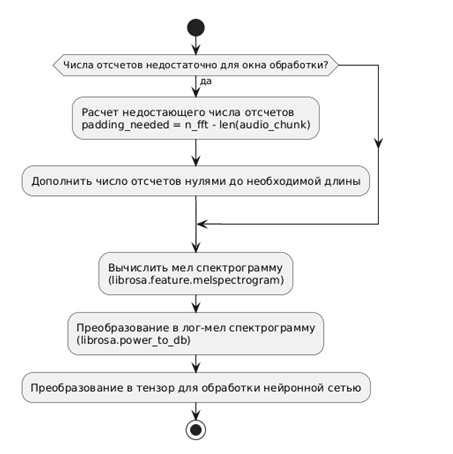 Числа отсчетов недостаточно для окна обработки?
да
Расчет недостающего числа отсчетов
padding_needed = n_fft - len(audio_chunk)
Дополнить число отсчетов нулями до необходимой длины
Вычислить мел спектрограмму
(librosa.feature.melspectrogram)
Преобразование в лог-мел спектрограмму
(librosa.power_to_db)
Преобразование в тензор для обработки нейронной сетью